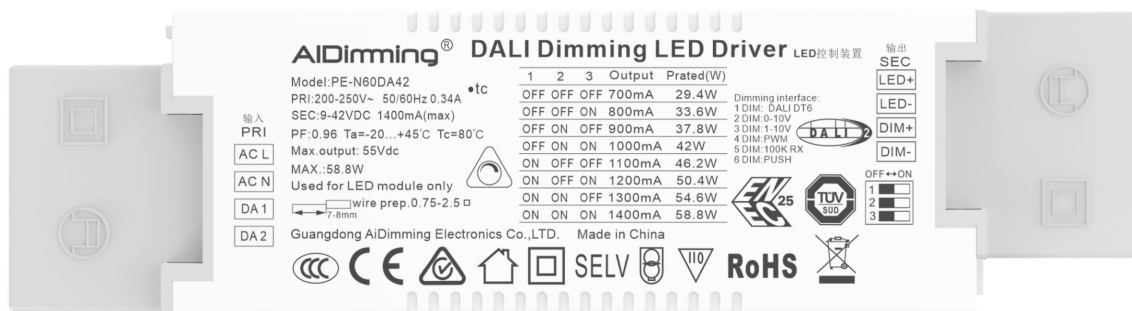 AIDimming® DALI Dimming LED Driver LED控制装置
Model:PE-N60DA42
PRI:200-250V~ 50/60Hz 0.34A
SEC:9-42VDC 1400mA(max)
PF:0.96 Ta=-20...+45℃ Tc=80℃
Max.output: 55Vdc
MAX.:58.8W
Used for LED module only
wire prep.0.75-2.5
7-8mm
•tc
1 2 3 Output Prated(W)
OFF OFF OFF 700mA 29.4W
OFF OFF ON 800mA 33.6W
OFF ON OFF 900mA 37.8W
OFF ON ON 1000mA 42W
ON OFF OFF 1100mA 46.2W
ON OFF ON 1200mA 50.4W
ON ON OFF 1300mA 54.6W
ON ON ON 1400mA 58.8W
Dimming interface:
1 DIM: DALI DT6
2 DIM:0-10V
3 DIM:1-10V
4 DIM:PWM
5 DIM:100K RX
6 DIM:PUSH
DALI 2
ENEC 25
TÜV
SÜD
OFF↔ON
1
2
3
输入
PRI
AC L
AC N
DA 1
DA 2
输出
SEC
LED+
LED-
DIM+
DIM-
Guangdong AiDimming Electronics Co.,LTD. Made in China
CCC CE SELV 110 RoHS